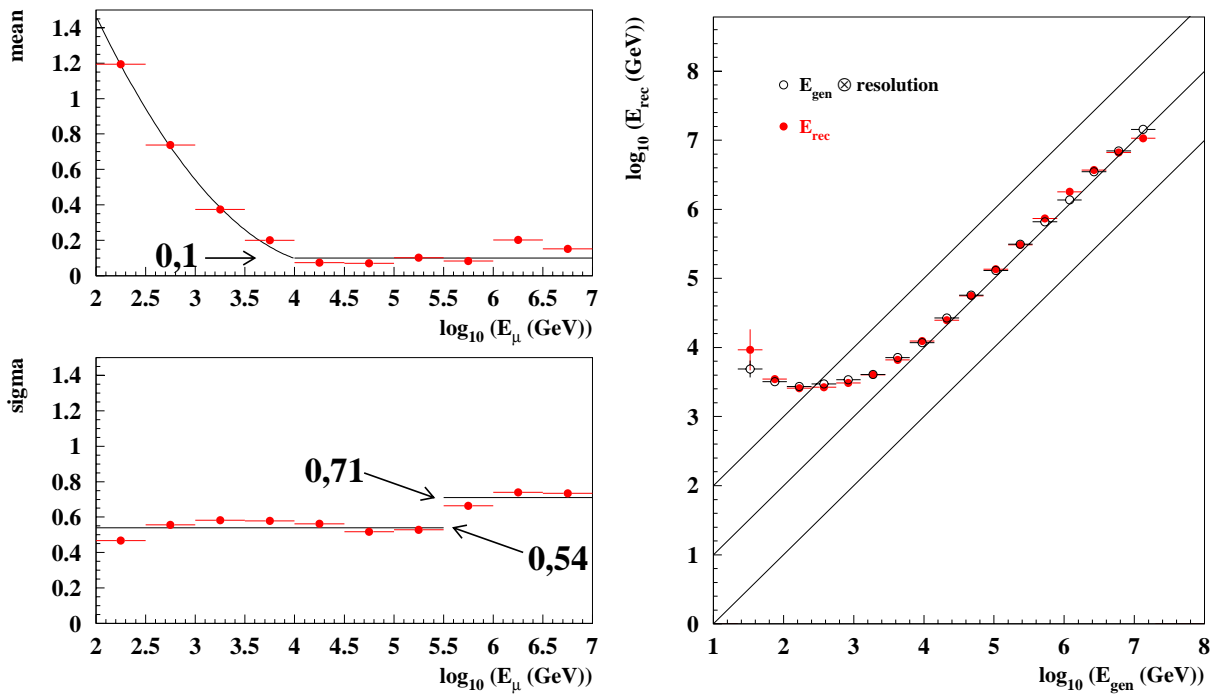 mean
1.4
1.2
1
0.8
0.6
0.4
0.2
0
0,1
2 2.5 3 3.5 4 4.5 5 5.5 6 6.5 7
log10 (Eμ (GeV))
sigma
1.4
1.2
1
0.8
0.6
0.4
0.2
0
0,71
0,54
2 2.5 3 3.5 4 4.5 5 5.5 6 6.5 7
log10 (Eμ (GeV))
log10 (Erec (GeV))
8
7
6
5
4
3
2
1
0
Egen ⊗ resolution
Erec
1 2 3 4 5 6 7 8
log10 (Egen (GeV))